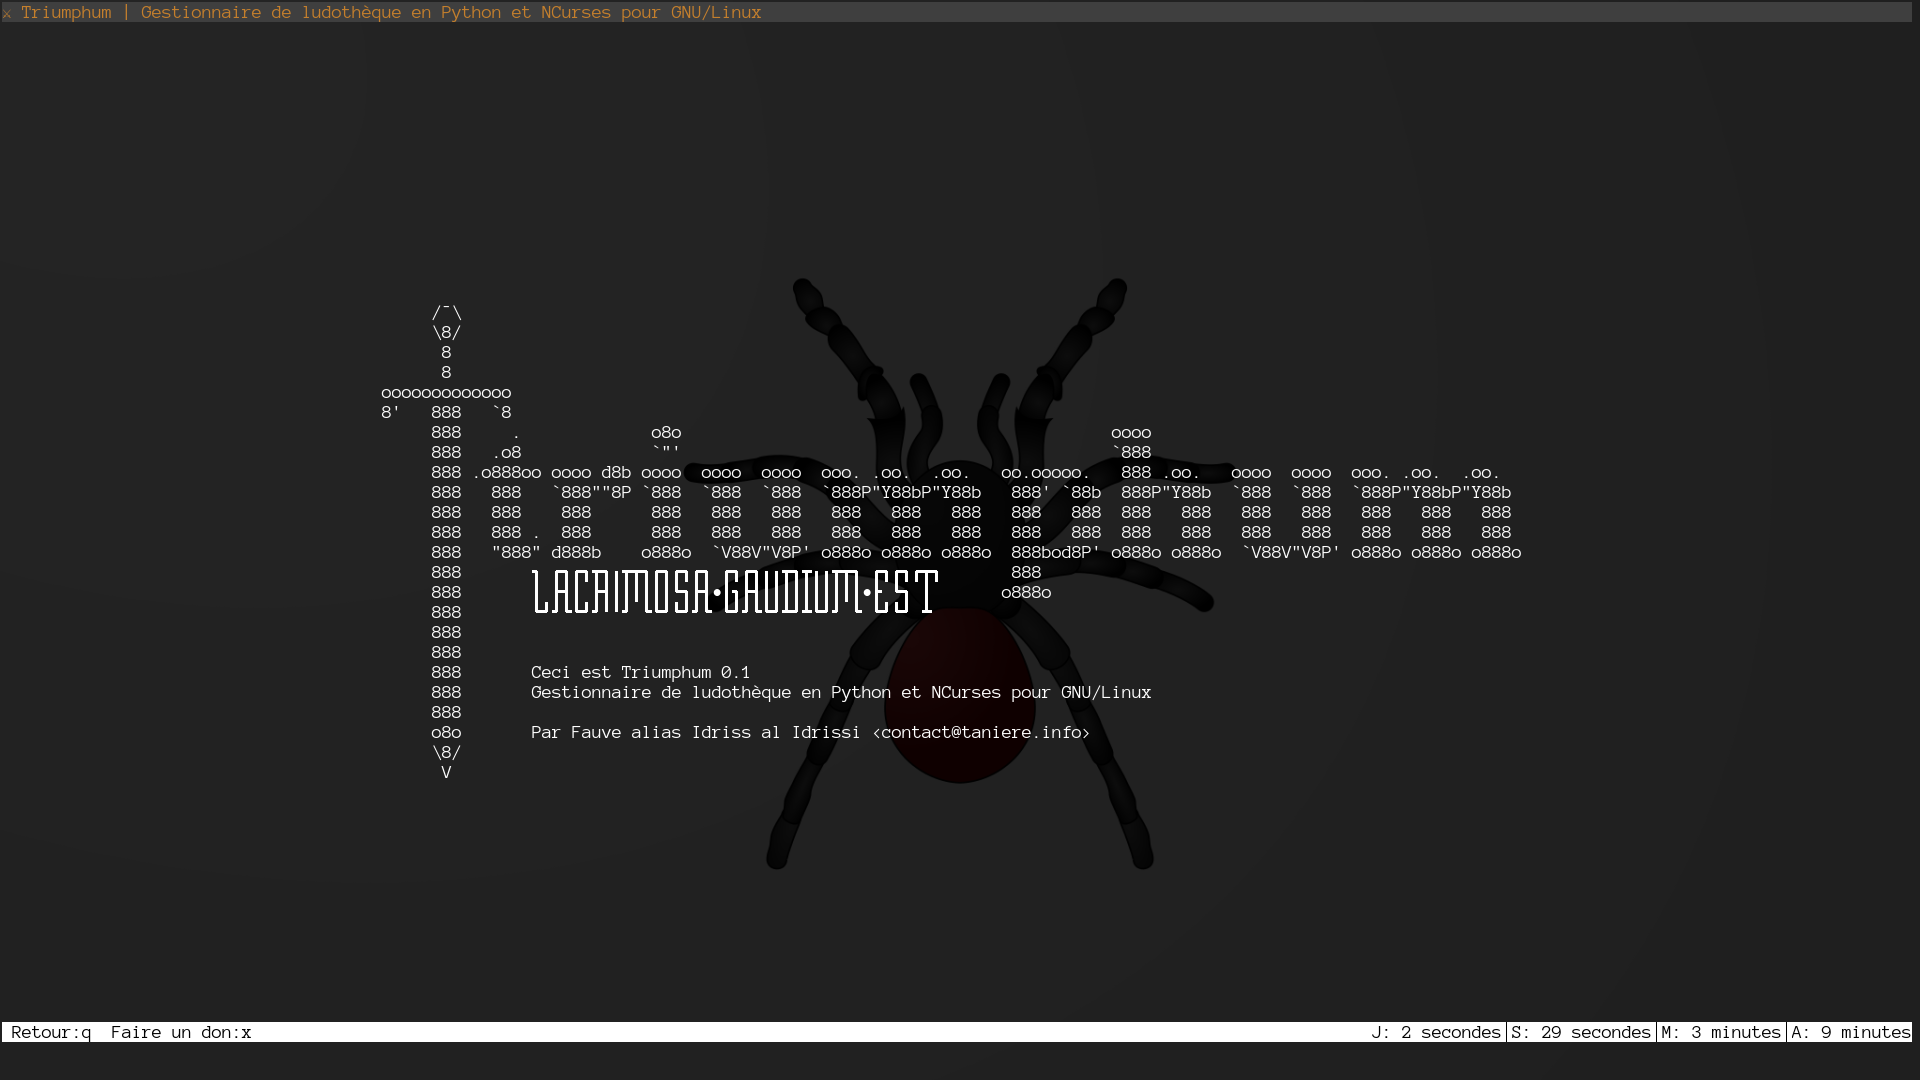 ⚔ Triumphum | Gestionnaire de ludothèque en Python et NCurses pour GNU/Linux
Triumphum
LACRIMOSA•GAUDIUM•EST
Ceci est Triumphum 0.1
Gestionnaire de ludothèque en Python et NCurses pour GNU/Linux
Par Fauve alias Idriss al Idrissi <contact@taniere.info>
Retour:q  Faire un don:x J: 2 secondes│S: 29 secondes│M: 3 minutes│A: 9 minutes